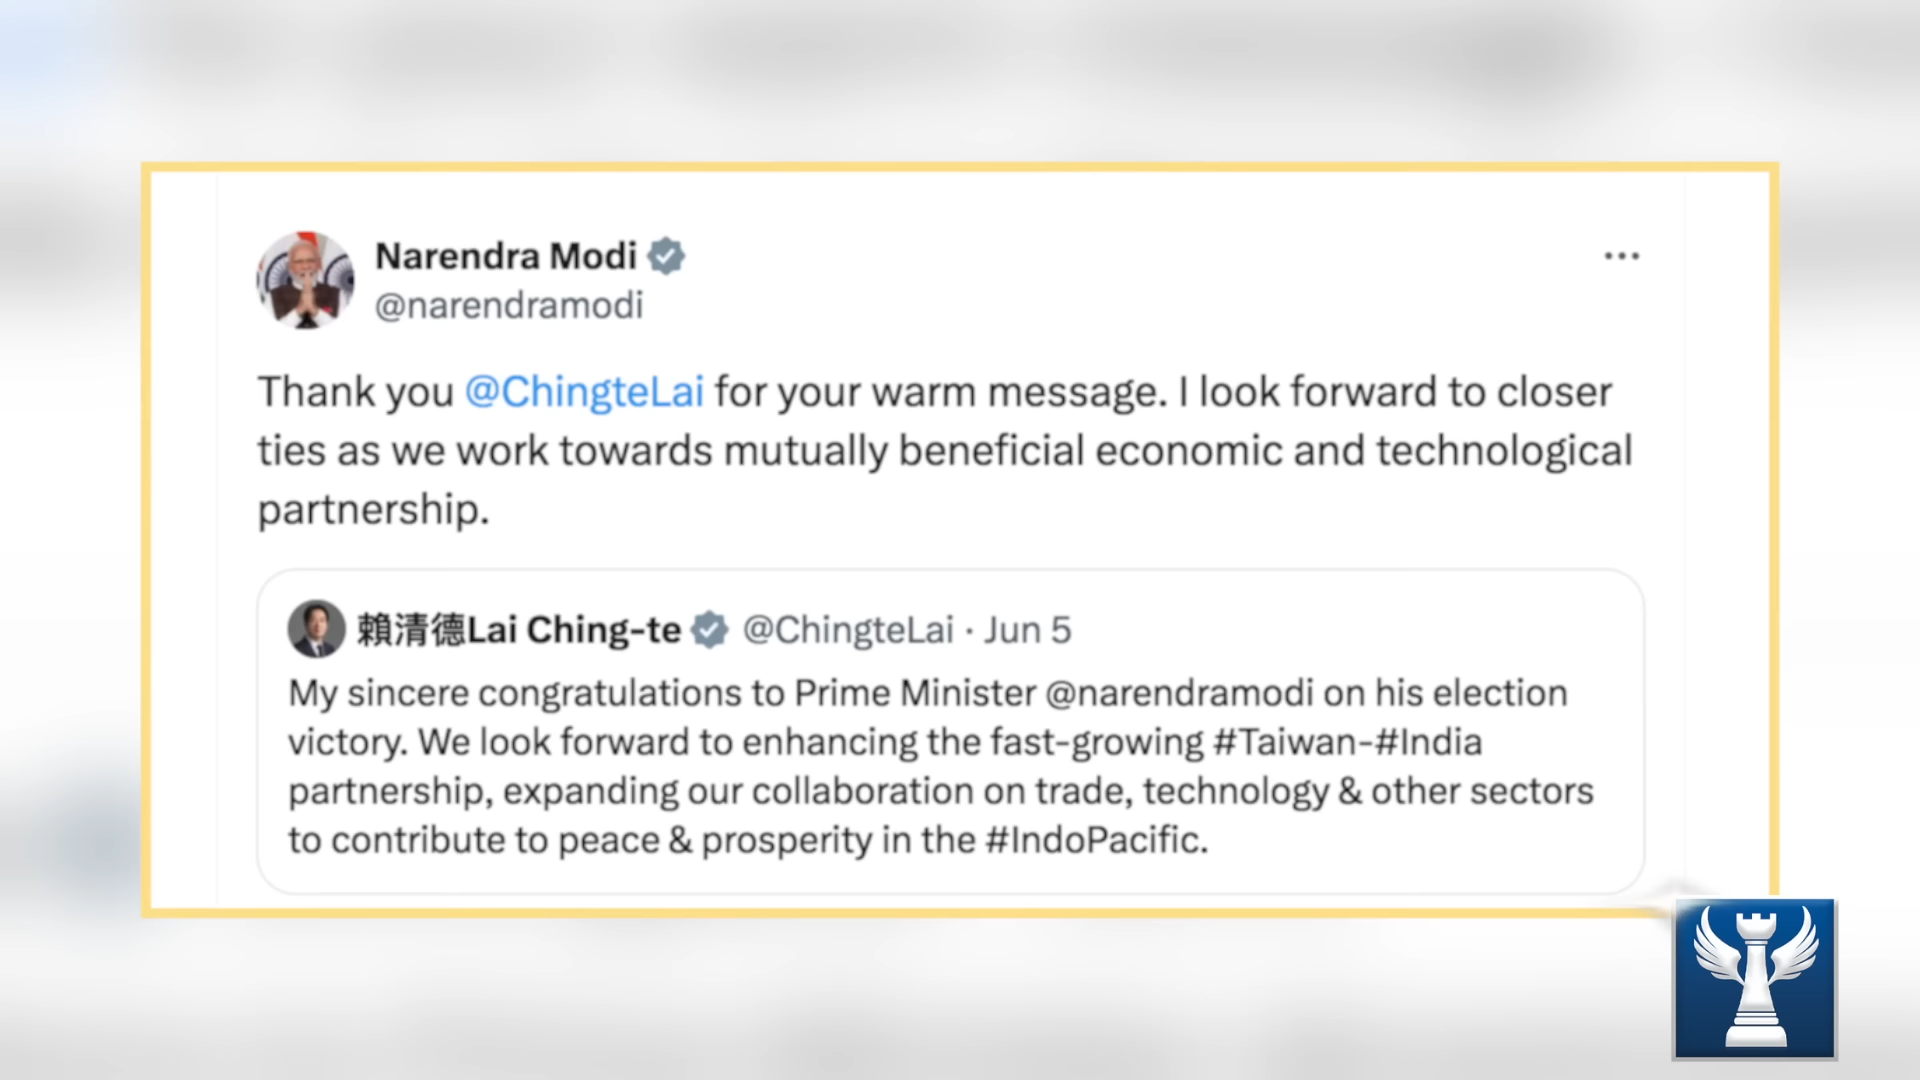 Narendra Modi
@narendramodi
Thank you @ChingteLai for your warm message. I look forward to closer
ties as we work towards mutually beneficial economic and technological
partnership.
賴清德Lai Ching-te @ChingteLai · Jun 5
My sincere congratulations to Prime Minister @narendramodi on his election
victory. We look forward to enhancing the fast-growing #Taiwan-#India
partnership, expanding our collaboration on trade, technology & other sectors
to contribute to peace & prosperity in the #IndoPacific.